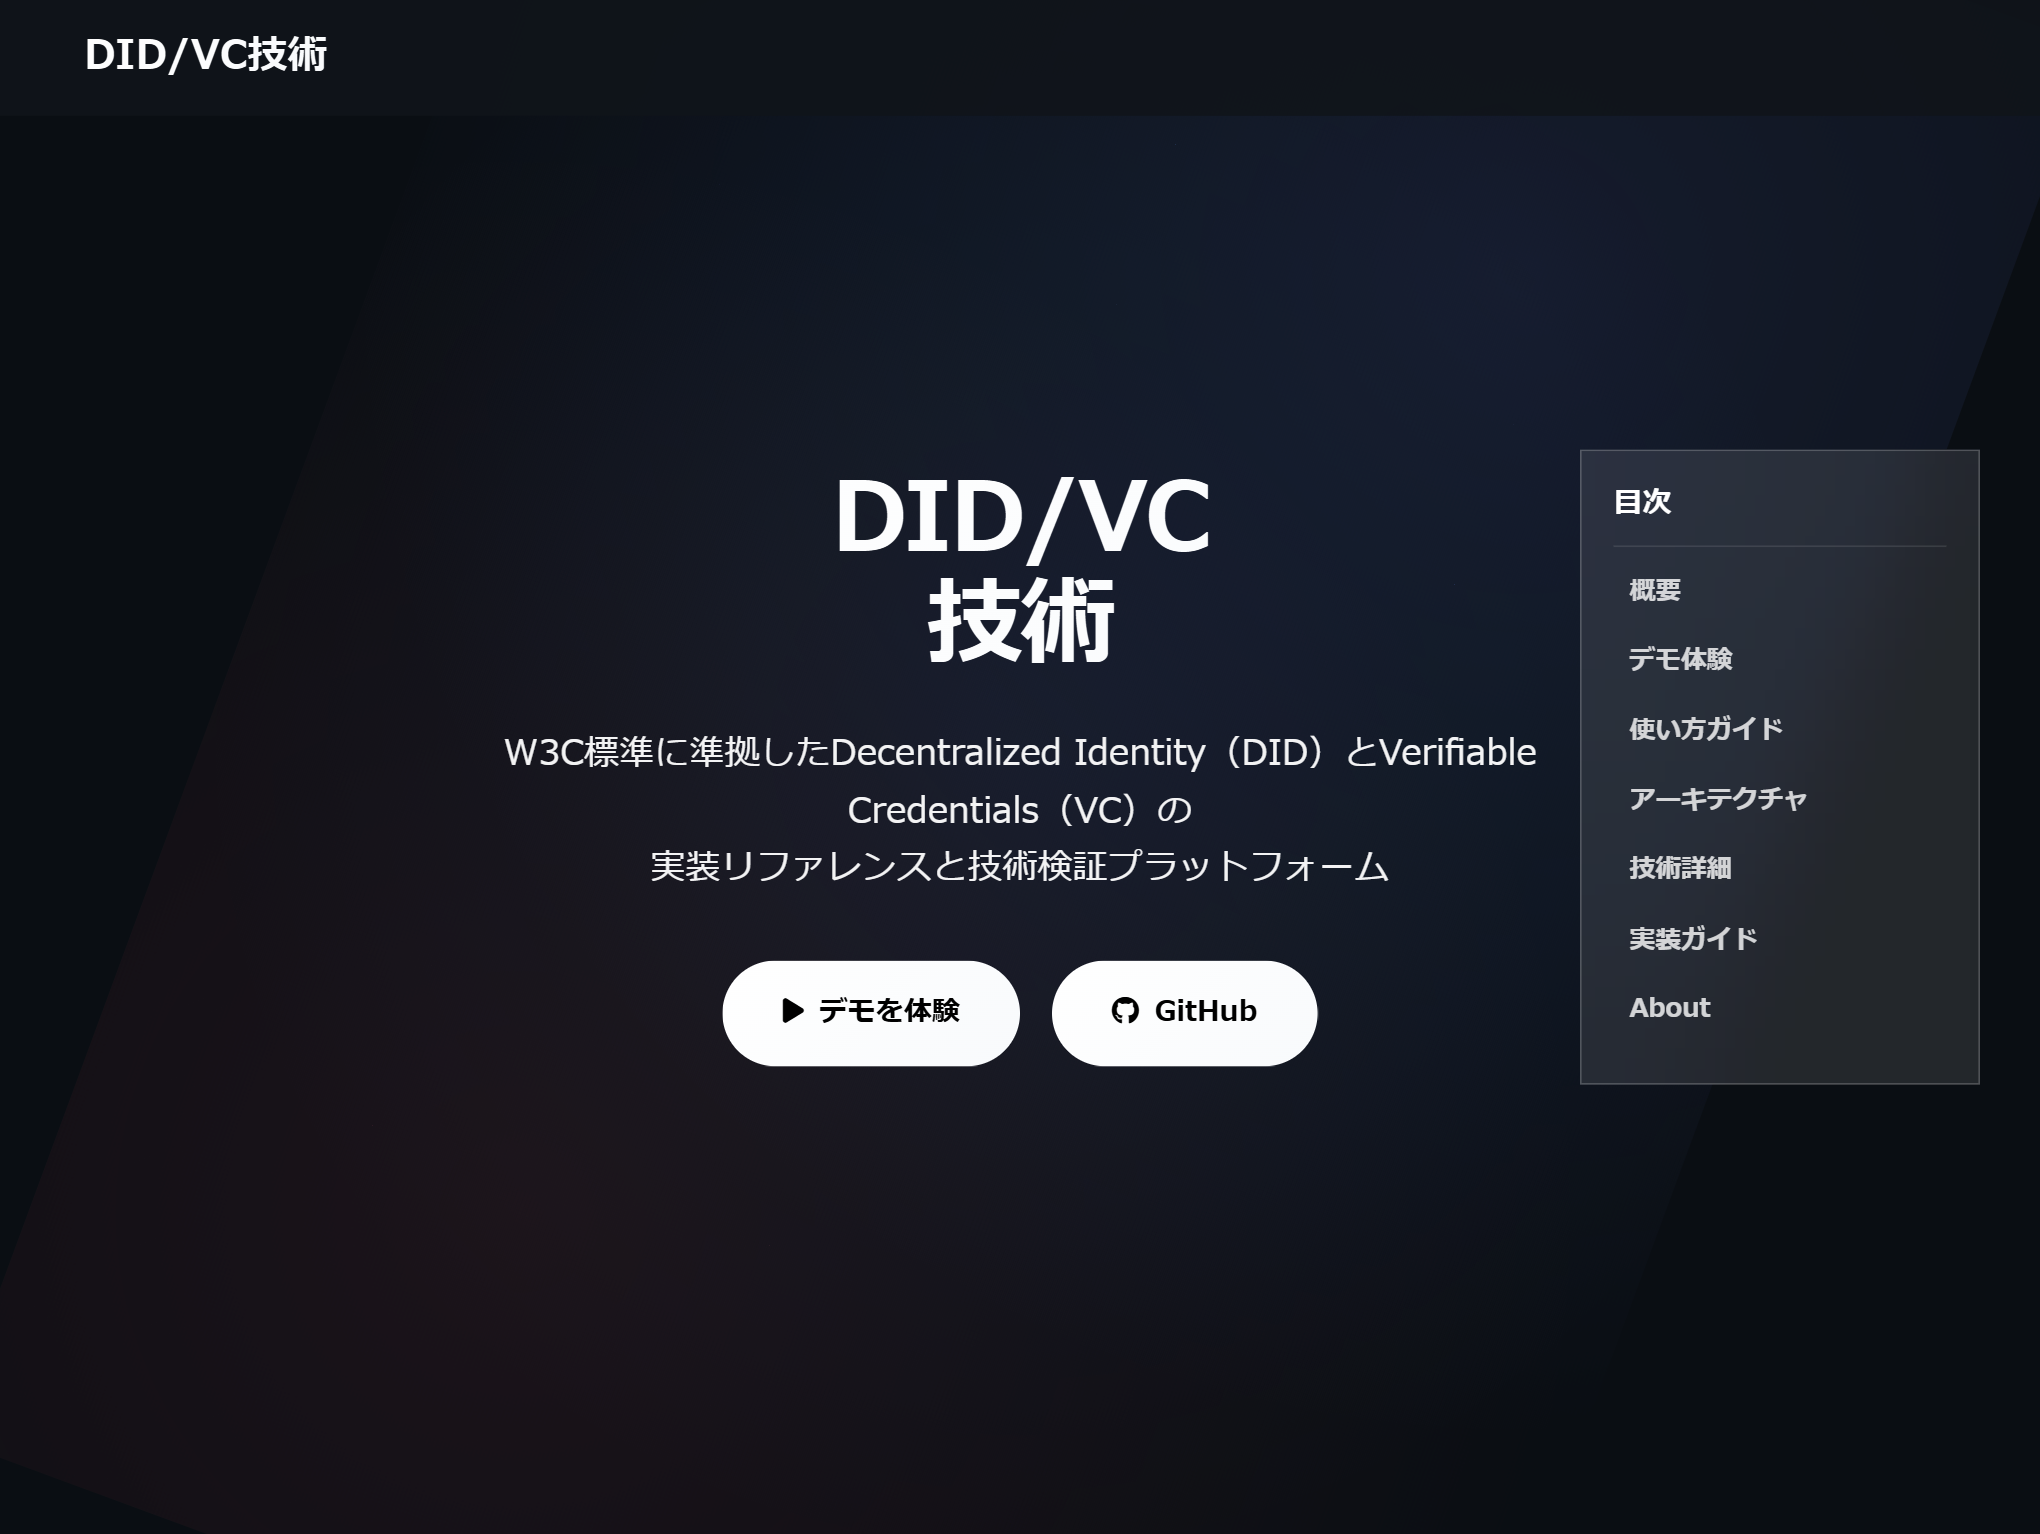 DID/VC技術
DID/VC
技術
W3C標準に準拠したDecentralized Identity（DID）とVerifiable
Credentials（VC）の
実装リファレンスと技術検証プラットフォーム
デモを体験
GitHub
目次
概要
デモ体験
使い方ガイド
アーキテクチャ
技術詳細
実装ガイド
About